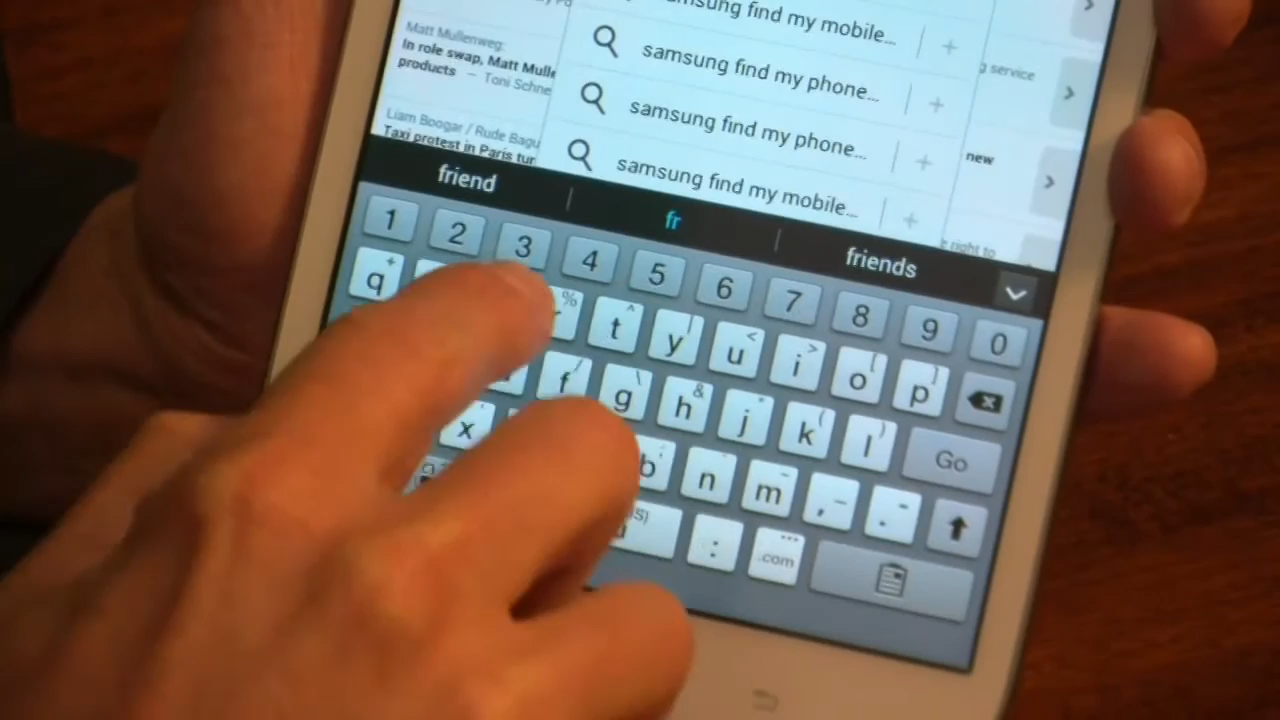 Matt Mullenweg:
In role swap, Matt Mulle
products – Toni Schne
Liam Boogar / Rude Bagu
Taxi protest in Paris tur
find my mobile...
samsung find my phone...
samsung find my phone...
samsung find my mobile...
service
new
right to
friend
fr
friends
1 2 3 4 5 6 7 8 9 0
q + % t ^ y | u < i > o [ p ]
f / g \ h & j k ( l ) Go
x b n m , - .
: .com